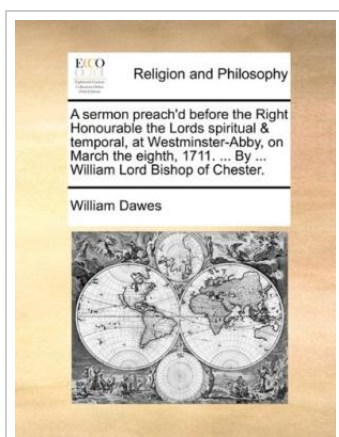 ECCO
Religion and Philosophy
A sermon preach'd before the Right
Honourable the Lords spiritual &
temporal, at Westminster-Abby, on
March the eighth, 1711. ... By ...
William Lord Bishop of Chester.
William Dawes